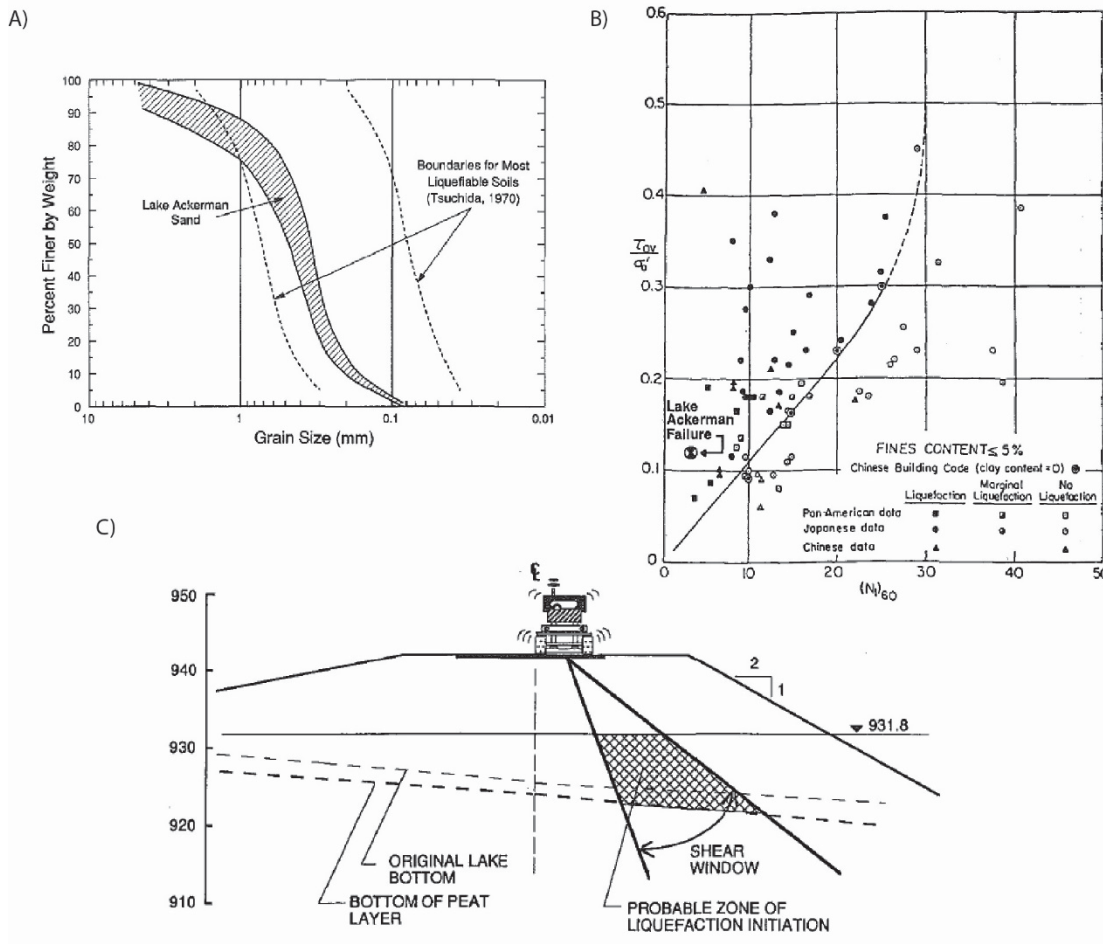 A)
100
90
80
70
60
50
40
30
20
10
0
Percent Finer by Weight
Lake Ackerman
Sand
Boundaries for Most
Liquefiable Soils
(Tsuchida, 1970)
10
1
0.1
0.01
Grain Size (mm)
B)
0.6
0.5
0.4
τav
σo'
0.3
0.2
0.1
0
Lake
Ackerman
Failure
FINES CONTENT ≤ 5%
Chinese Building Code (clay content=0)
Liquefaction
Marginal
Liquefaction
No
Liquefaction
Pan-American data
Japanese data
Chinese data
10
20
30
40
50
(N1)60
C)
950
940
930
920
910
℄
2
1
931.8
ORIGINAL LAKE
BOTTOM
BOTTOM OF PEAT
LAYER
SHEAR
WINDOW
PROBABLE ZONE OF
LIQUEFACTION INITIATION